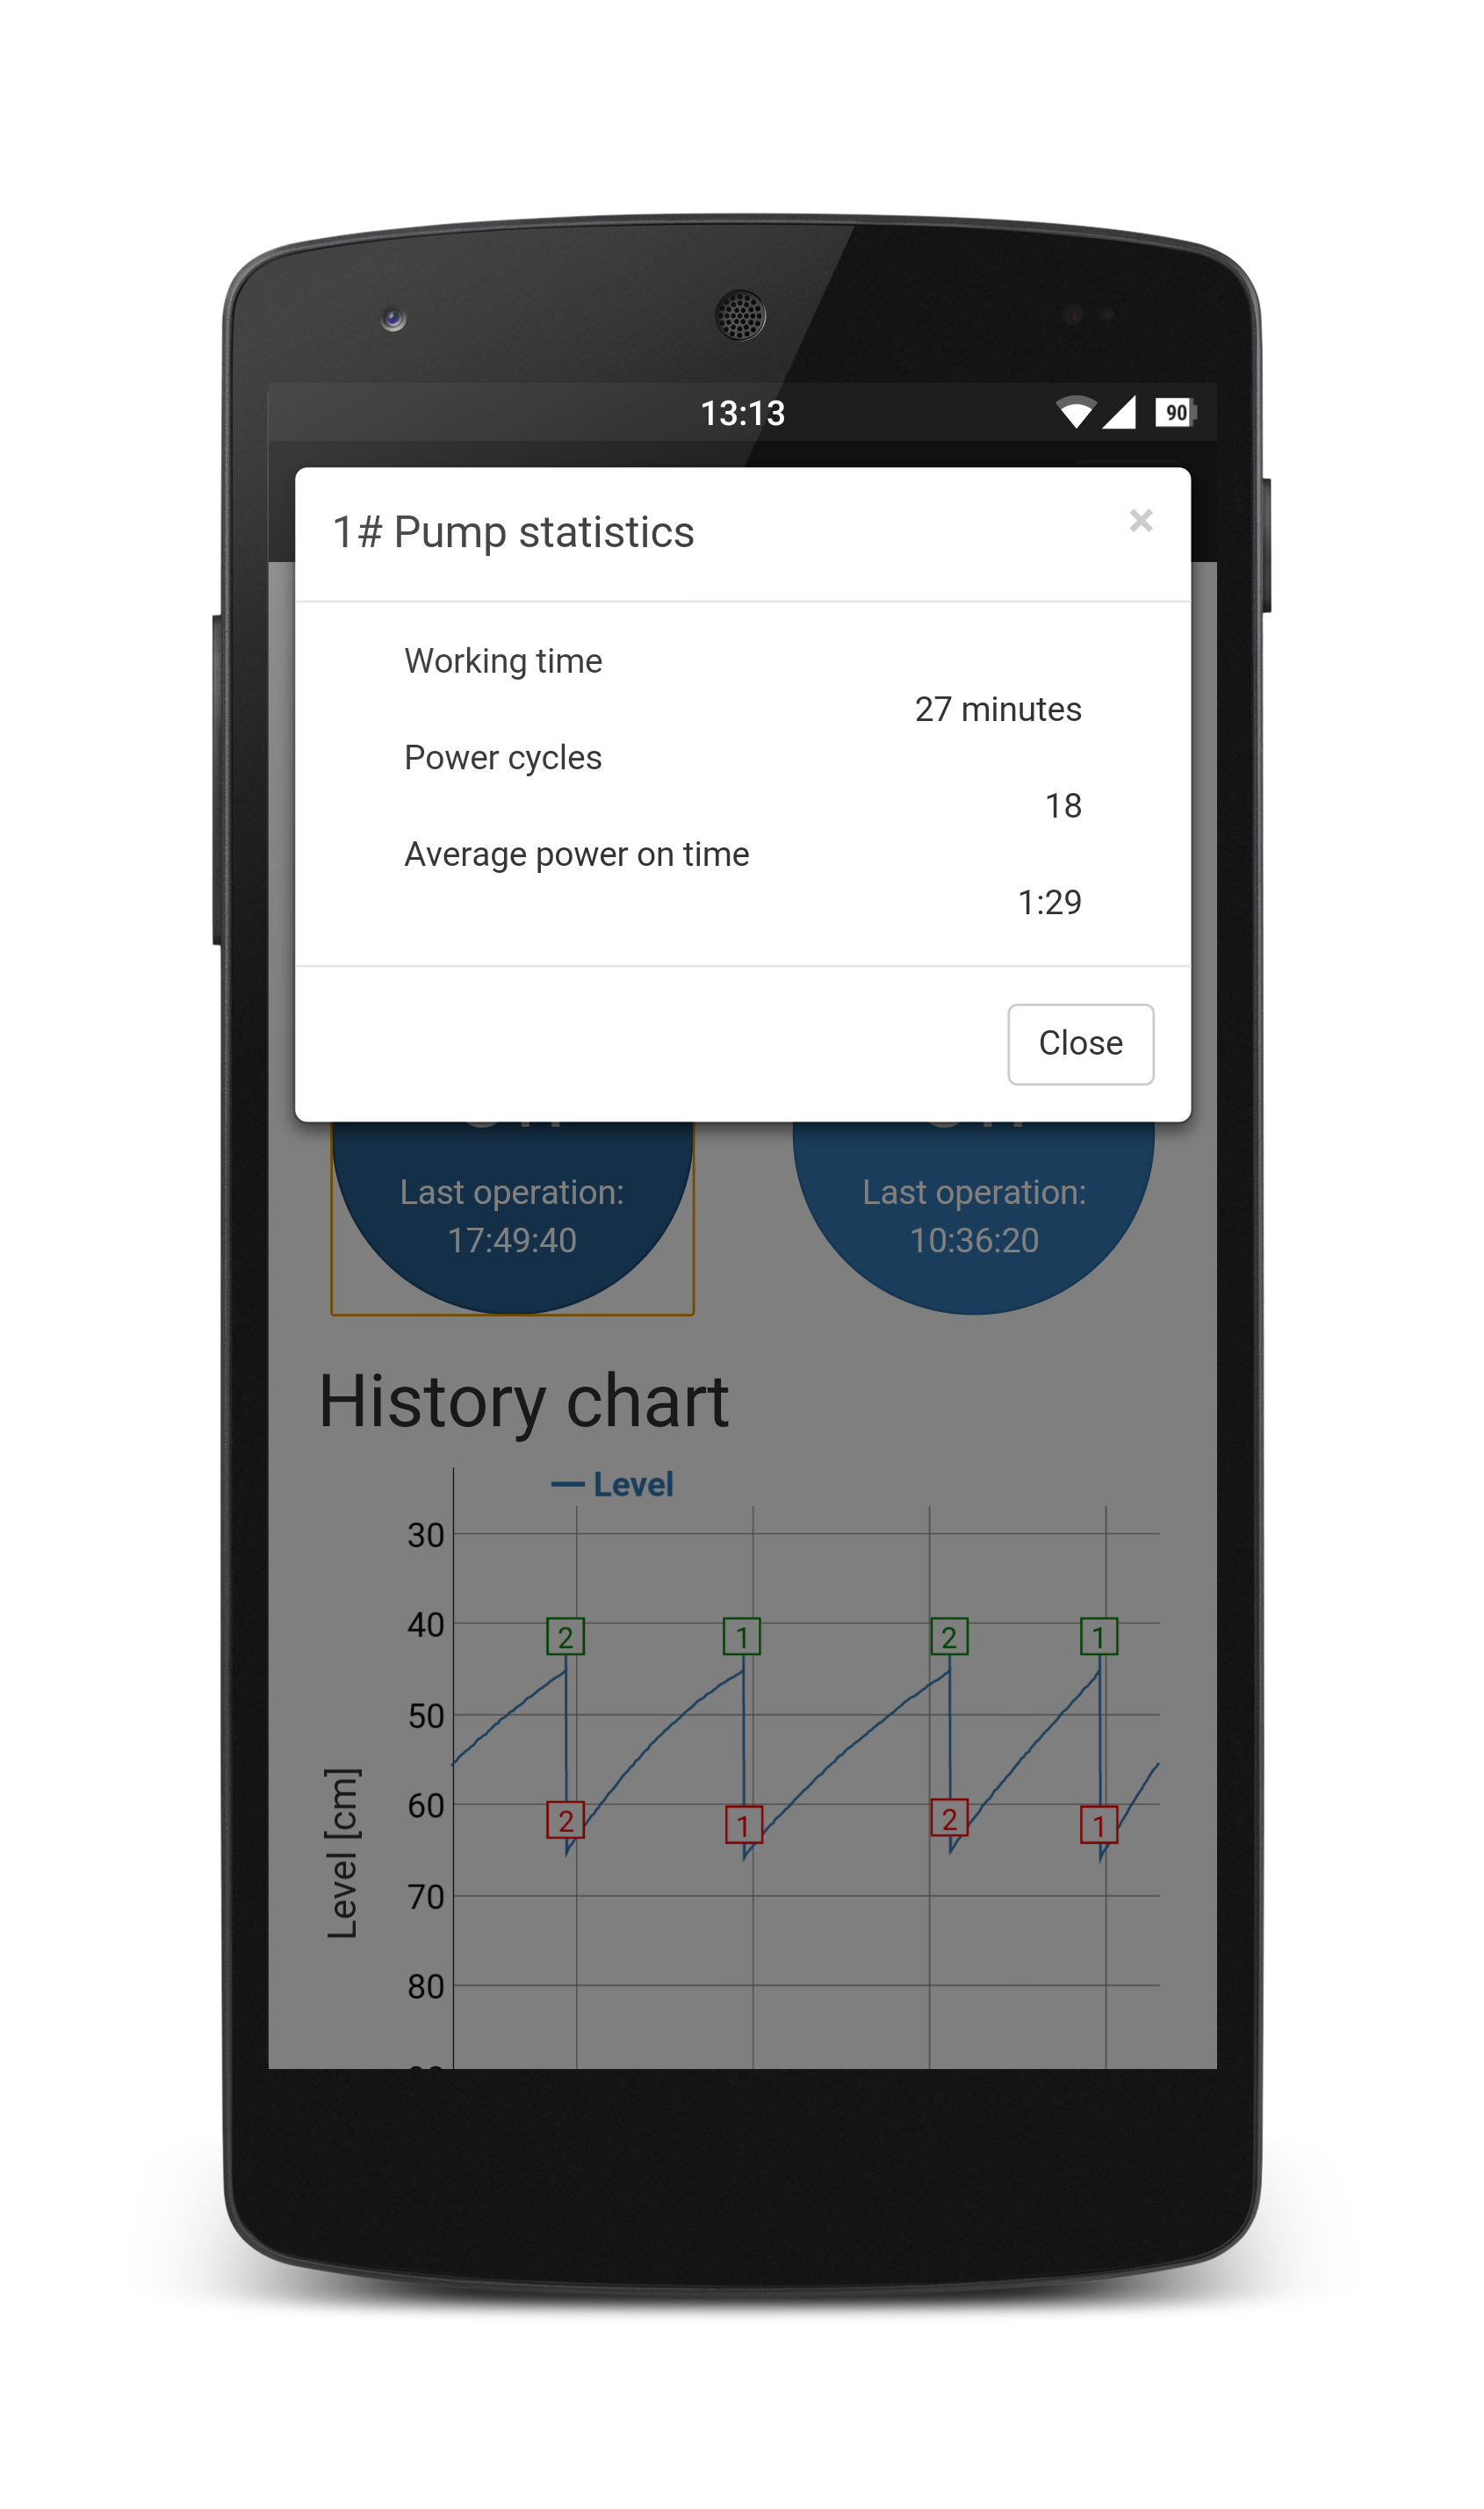 13:13
90
1# Pump statistics
×
Working time
27 minutes
Power cycles
18
Average power on time
1:29
Close
Last operation:
17:49:40
Last operation:
10:36:20
History chart
Level
30
40
50
60
70
80
Level [cm]
2
1
2
1
2
1
2
1